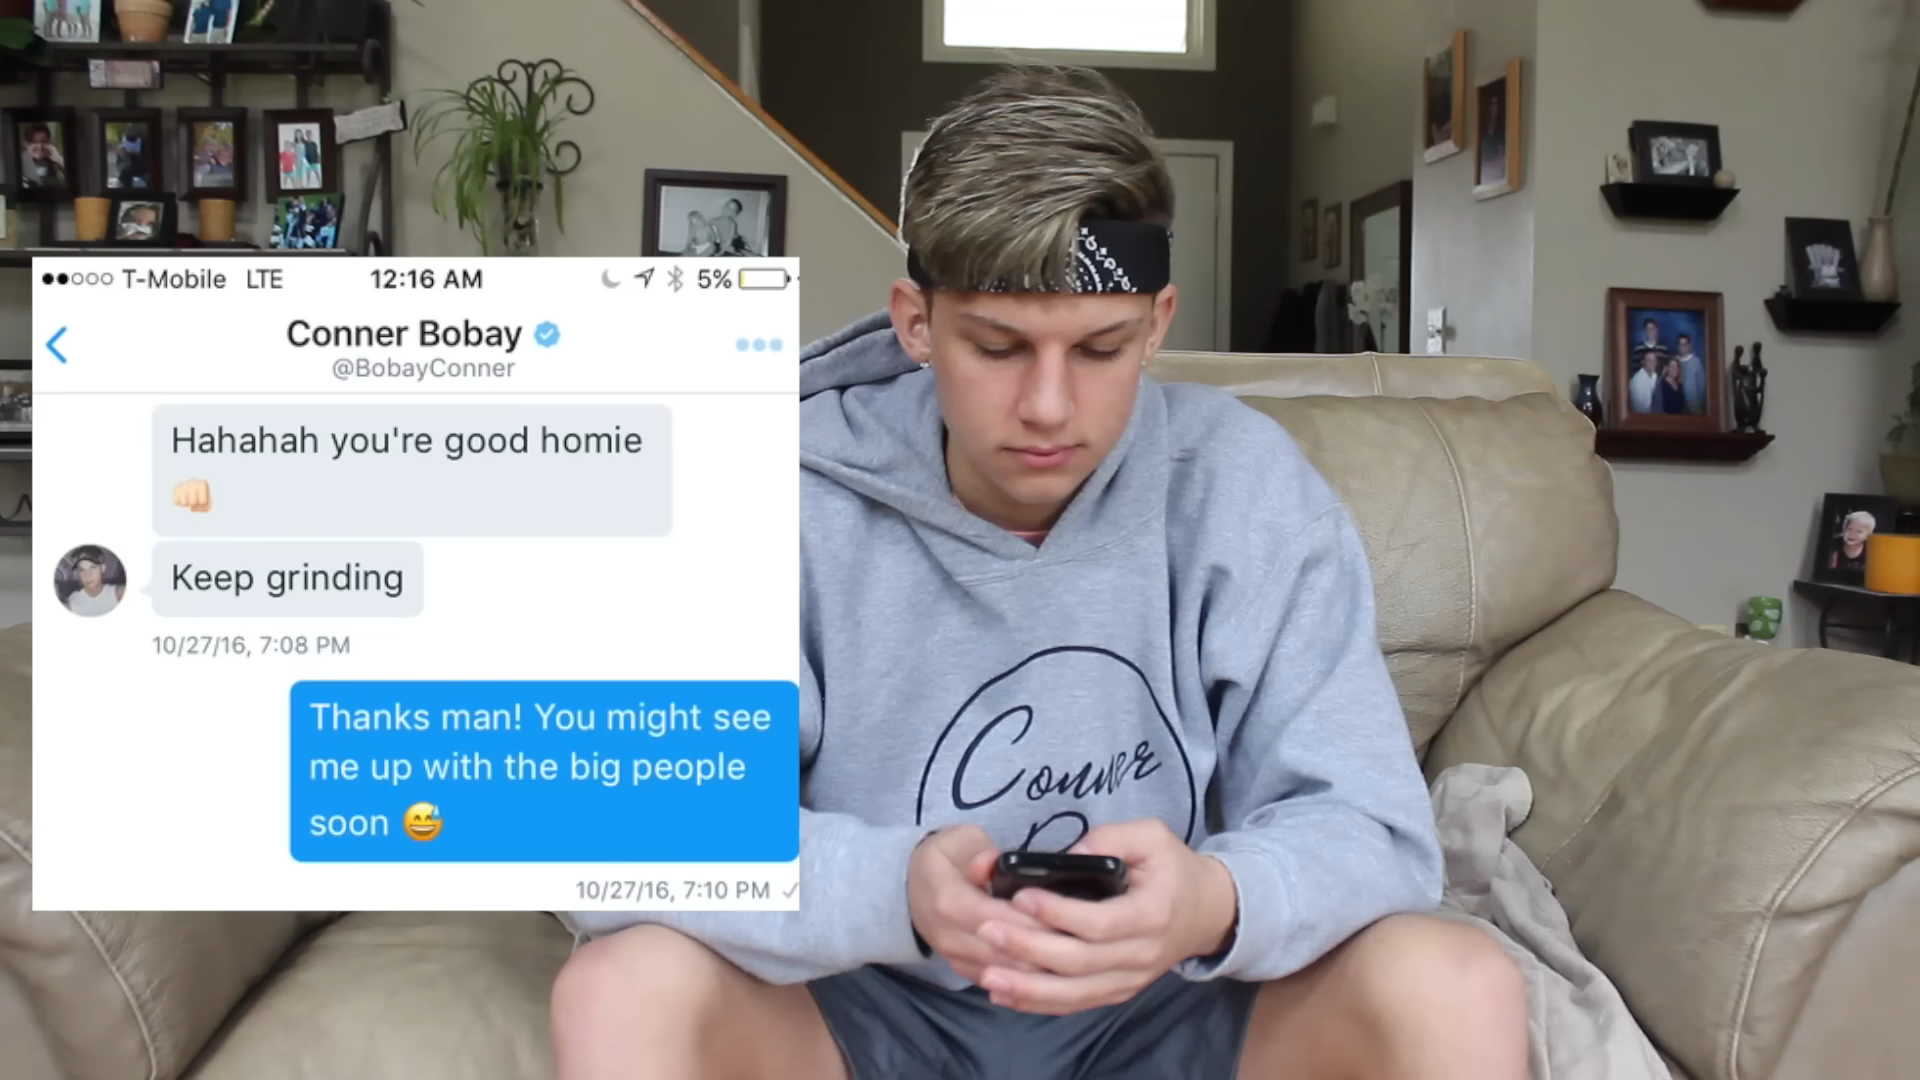 T-Mobile LTE 12:16 AM 5%
Conner Bobay
@BobayConner
Hahahah you're good homie
👊🏻
Keep grinding
10/27/16, 7:08 PM
Thanks man! You might see
me up with the big people
soon 😅
10/27/16, 7:10 PM ✓
Conner